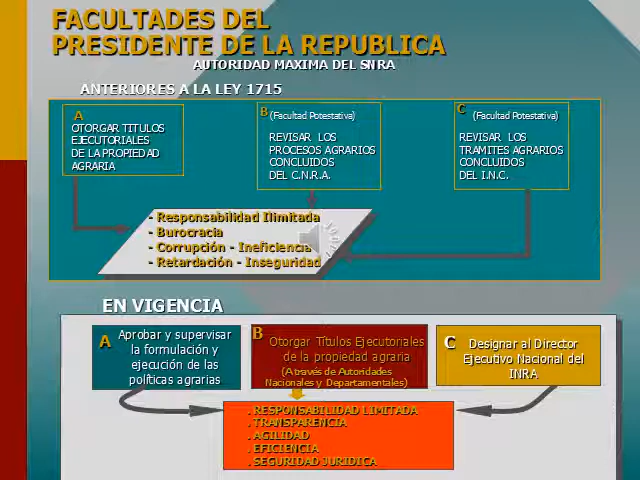 FACULTADES DEL
PRESIDENTE DE LA REPUBLICA
AUTORIDAD MAXIMA DEL SNRA
ANTERIORES A LA LEY 1715
A
OTORGAR TITULOS
EJECUTORIALES
DE LA PROPIEDAD
AGRARIA
B (Facultad Potestativa)
REVISAR LOS
PROCESOS AGRARIOS
CONCLUIDOS
DEL C.N.R.A.
C (Facultad Potestativa)
REVISAR LOS
TRAMITES AGRARIOS
CONCLUIDOS
DEL I.N.C.
- Responsabilidad Ilimitada
- Burocracia
- Corrupción - Ineficiencia
- Retardación - Inseguridad
EN VIGENCIA
A Aprobar y supervisar
la formulación y
ejecución de las
políticas agrarias
B Otorgar Títulos Ejecutoriales
de la propiedad agraria
(A través de Autoridades
Nacionales y Departamentales)
C Designar al Director
Ejecutivo Nacional del
INRA
. RESPONSABILIDAD LIMITADA
. TRANSPARENCIA
. AGILIDAD
. EFICIENCIA
. SEGURIDAD JURIDICA